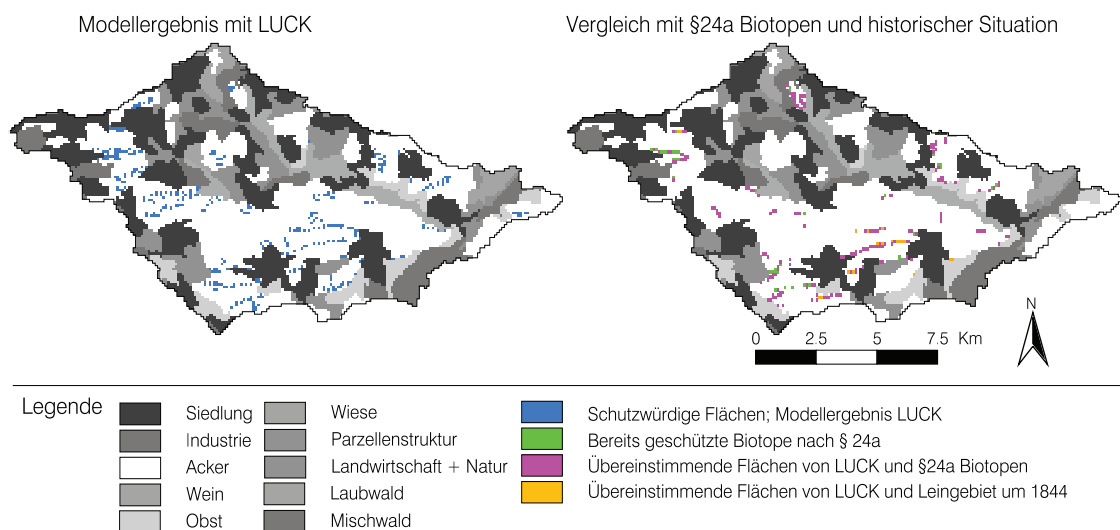 Modellergebnis mit LUCK
Vergleich mit §24a Biotopen und historischer Situation
N
0 2.5 5 7.5 Km
Legende
Siedlung
Industrie
Acker
Wein
Obst
Wiese
Parzellenstruktur
Landwirtschaft + Natur
Laubwald
Mischwald
Schutzwürdige Flächen; Modellergebnis LUCK
Bereits geschützte Biotope nach § 24a
Übereinstimmende Flächen von LUCK und §24a Biotopen
Übereinstimmende Flächen von LUCK und Leingebiet um 1844